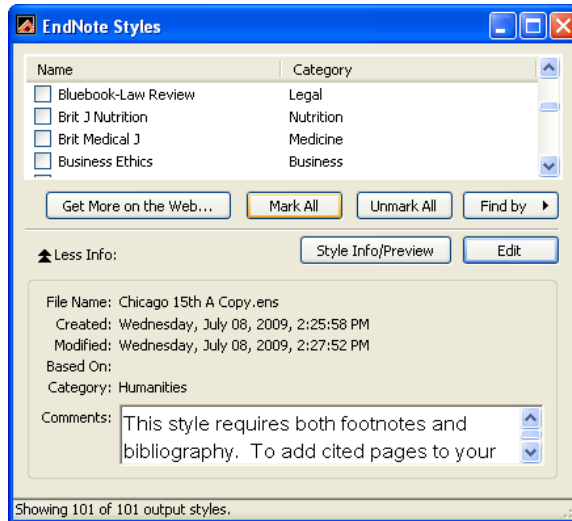 EndNote Styles
Name Category
Bluebook-Law Review Legal
Brit J Nutrition Nutrition
Brit Medical J Medicine
Business Ethics Business
Get More on the Web... Mark All Unmark All Find by
Less Info: Style Info/Preview Edit
File Name: Chicago 15th A Copy.ens
Created: Wednesday, July 08, 2009, 2:25:58 PM
Modified: Wednesday, July 08, 2009, 2:27:52 PM
Based On:
Category: Humanities
Comments: This style requires both footnotes and
bibliography. To add cited pages to your
Showing 101 of 101 output styles.